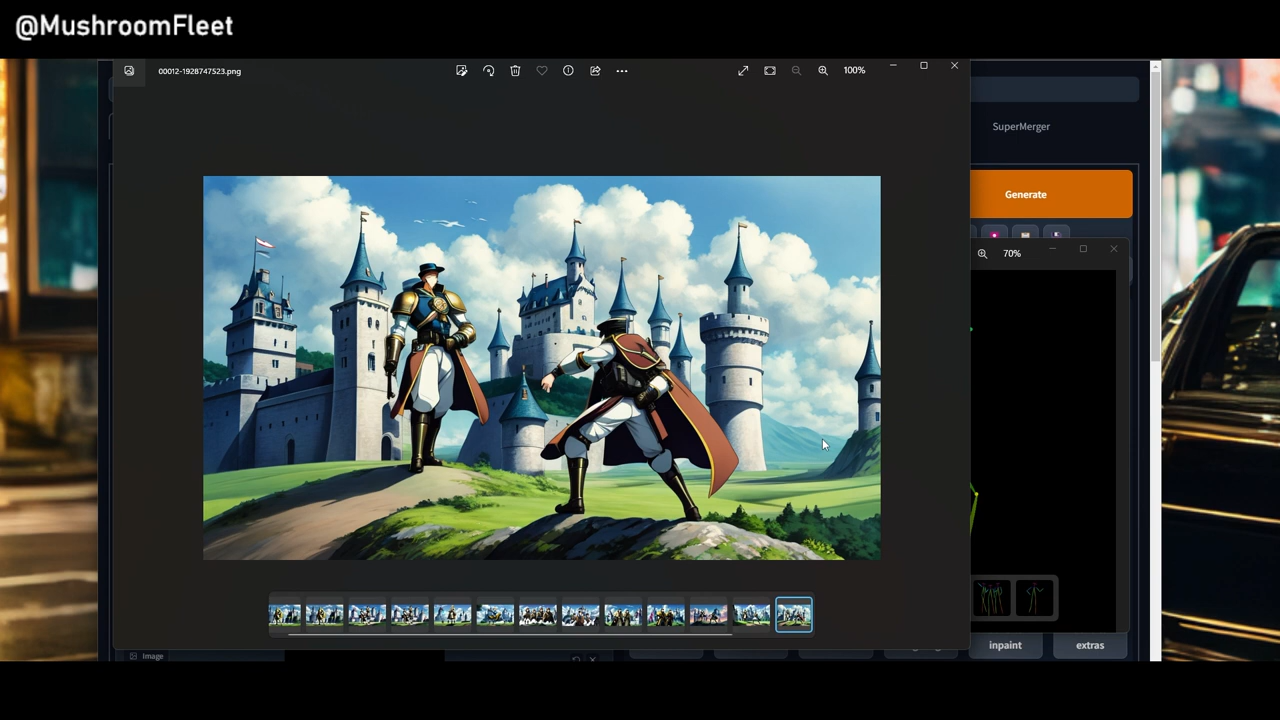 @MushroomFleet
00012-1928747523.png
100%
SuperMerger
Generate
70%
Image
inpaint
extras